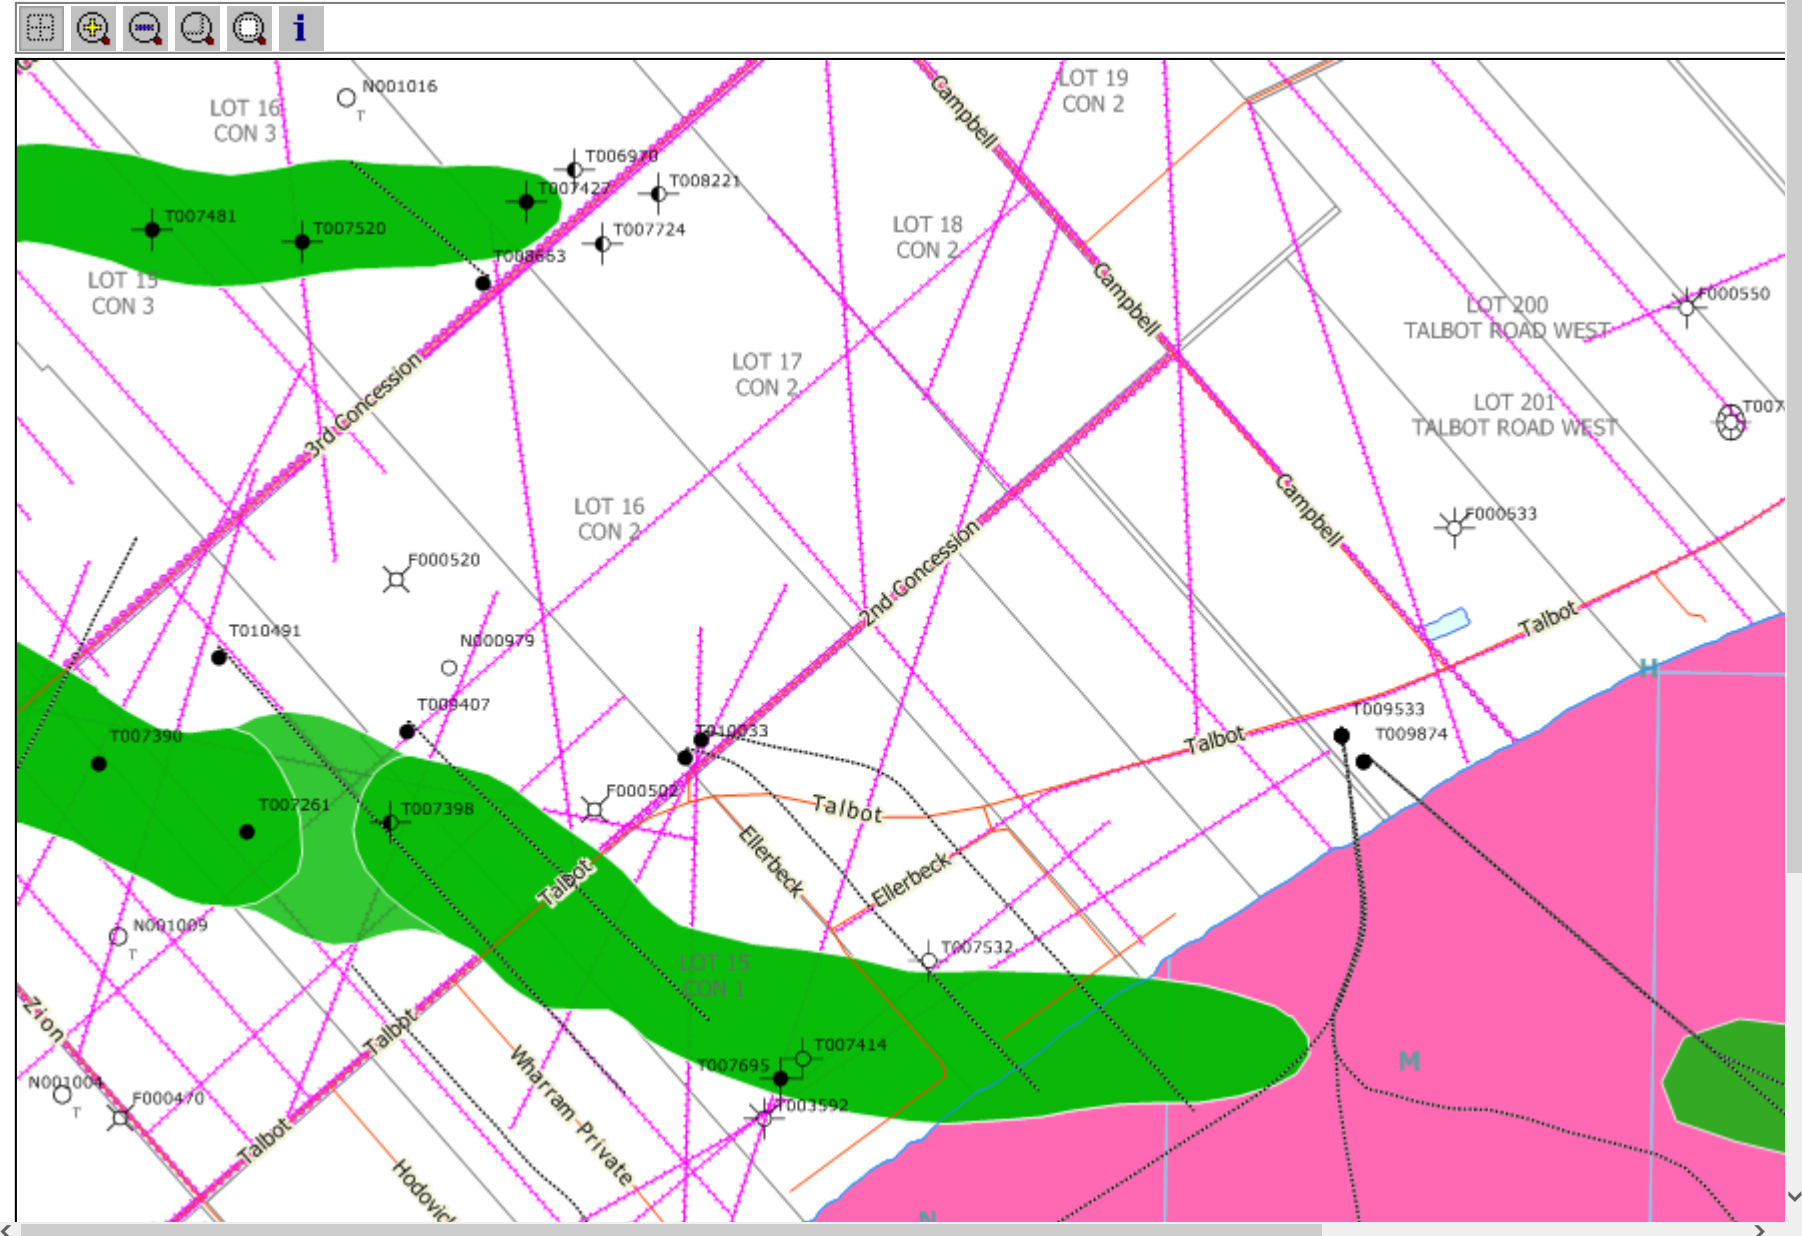 i
N001016
T
LOT 16
CON 3
Campbell
LOT 19
CON 2
T006970
T007427
T008221
T007481
T007520
T007724
T008663
LOT 18
CON 2
LOT 15
CON 3
Campbell
F000550
LOT 200
TALBOT ROAD WEST
LOT 17
CON 2
3rd Concession
LOT 201
TALBOT ROAD WEST
T007
LOT 16
CON 2
Campbell
F000533
F000520
2nd Concession
T010491
N000979
Talbot
H
T009407
T010033
T009533
T007390
Talbot
T009874
T007261
T007398
F000502
Talbot
Ellerbeck
Ellerbeck
Talbot
N001009
T
T007532
LOT 15
CON 1
Zion
Talbot
T007414
T007695
M
N001004
T
F000470
T003592
Wharram Private
Talbot
Hodovic
N